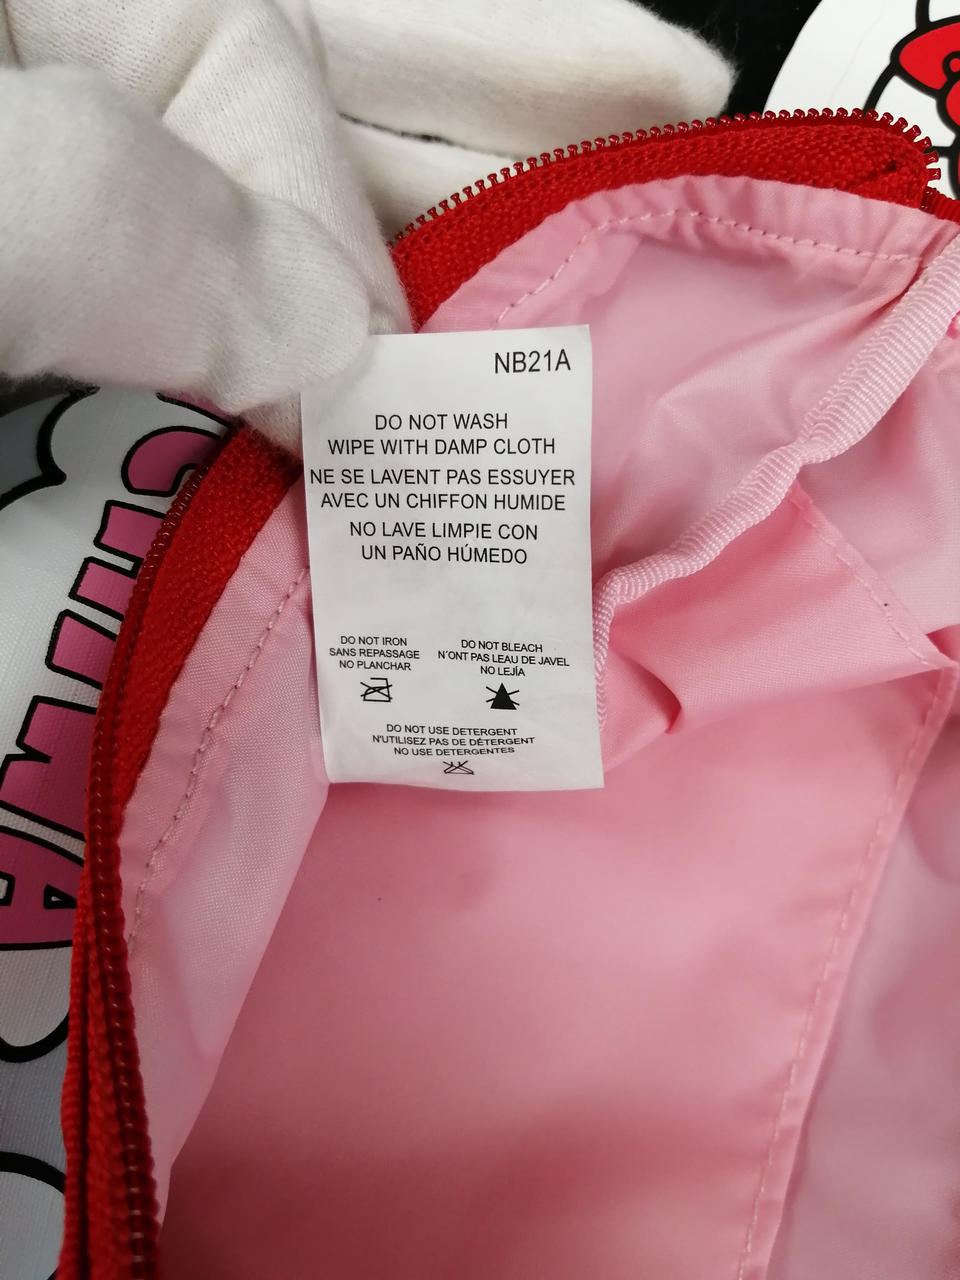 NB21A
DO NOT WASH
WIPE WITH DAMP CLOTH
NE SE LAVENT PAS ESSUYER
AVEC UN CHIFFON HUMIDE
NO LAVE LIMPIE CON
UN PAÑO HÚMEDO
DO NOT IRON
SANS REPASSAGE
NO PLANCHAR
DO NOT BLEACH
N´ONT PAS LEAU DE JAVEL
NO LEJÍA
DO NOT USE DETERGENT
N'UTILISEZ PAS DE DÉTERGENT
NO USE DETERGENTES